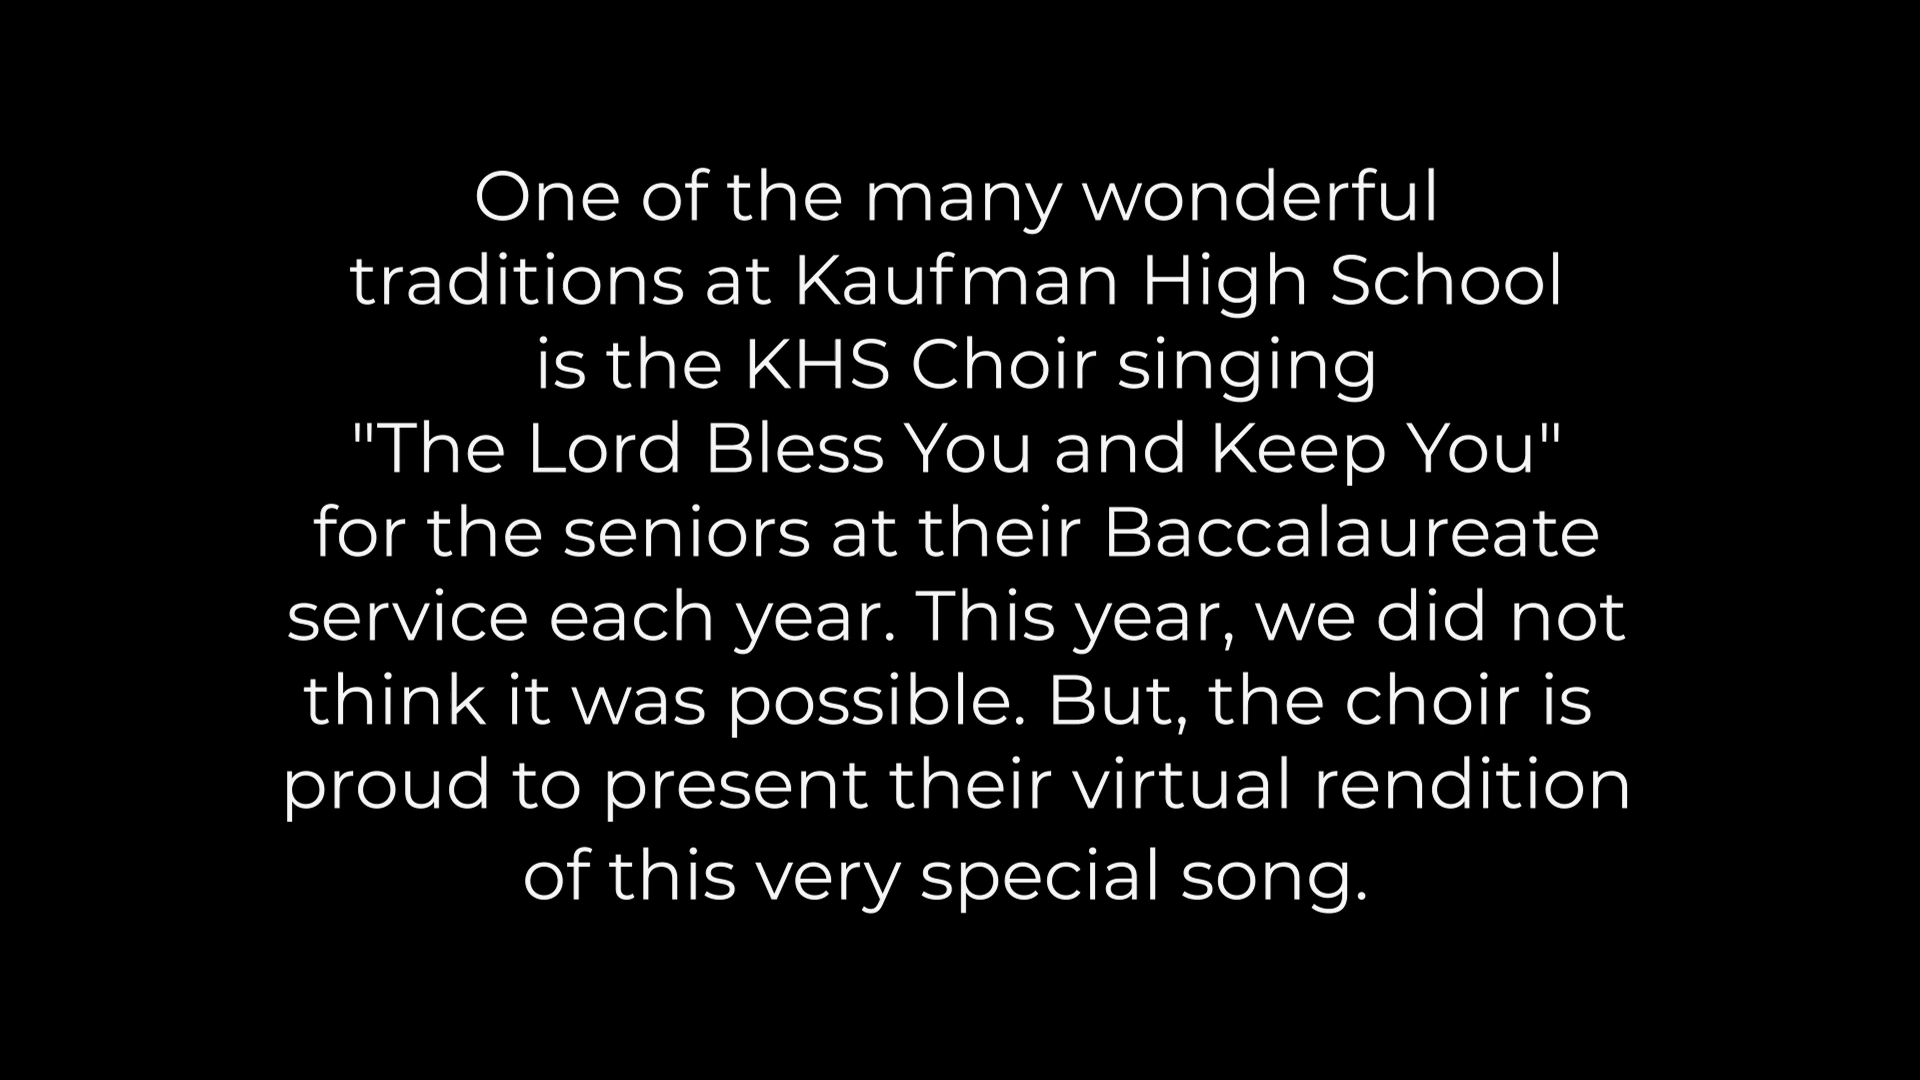 One of the many wonderful
traditions at Kaufman High School
is the KHS Choir singing
"The Lord Bless You and Keep You"
for the seniors at their Baccalaureate
service each year. This year, we did not
think it was possible. But, the choir is
proud to present their virtual rendition
of this very special song.